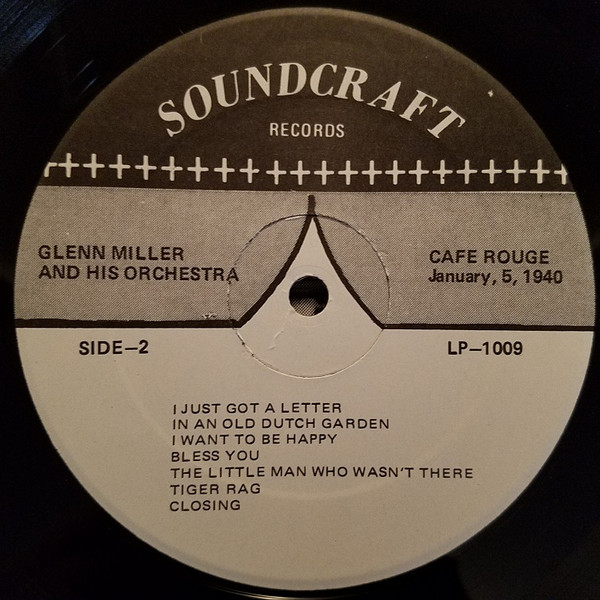 SOUNDCRAFT
RECORDS
GLENN MILLER
AND HIS ORCHESTRA
CAFE ROUGE
January, 5, 1940
SIDE–2
LP–1009
I JUST GOT A LETTER
IN AN OLD DUTCH GARDEN
I WANT TO BE HAPPY
BLESS YOU
THE LITTLE MAN WHO WASN'T THERE
TIGER RAG
CLOSING